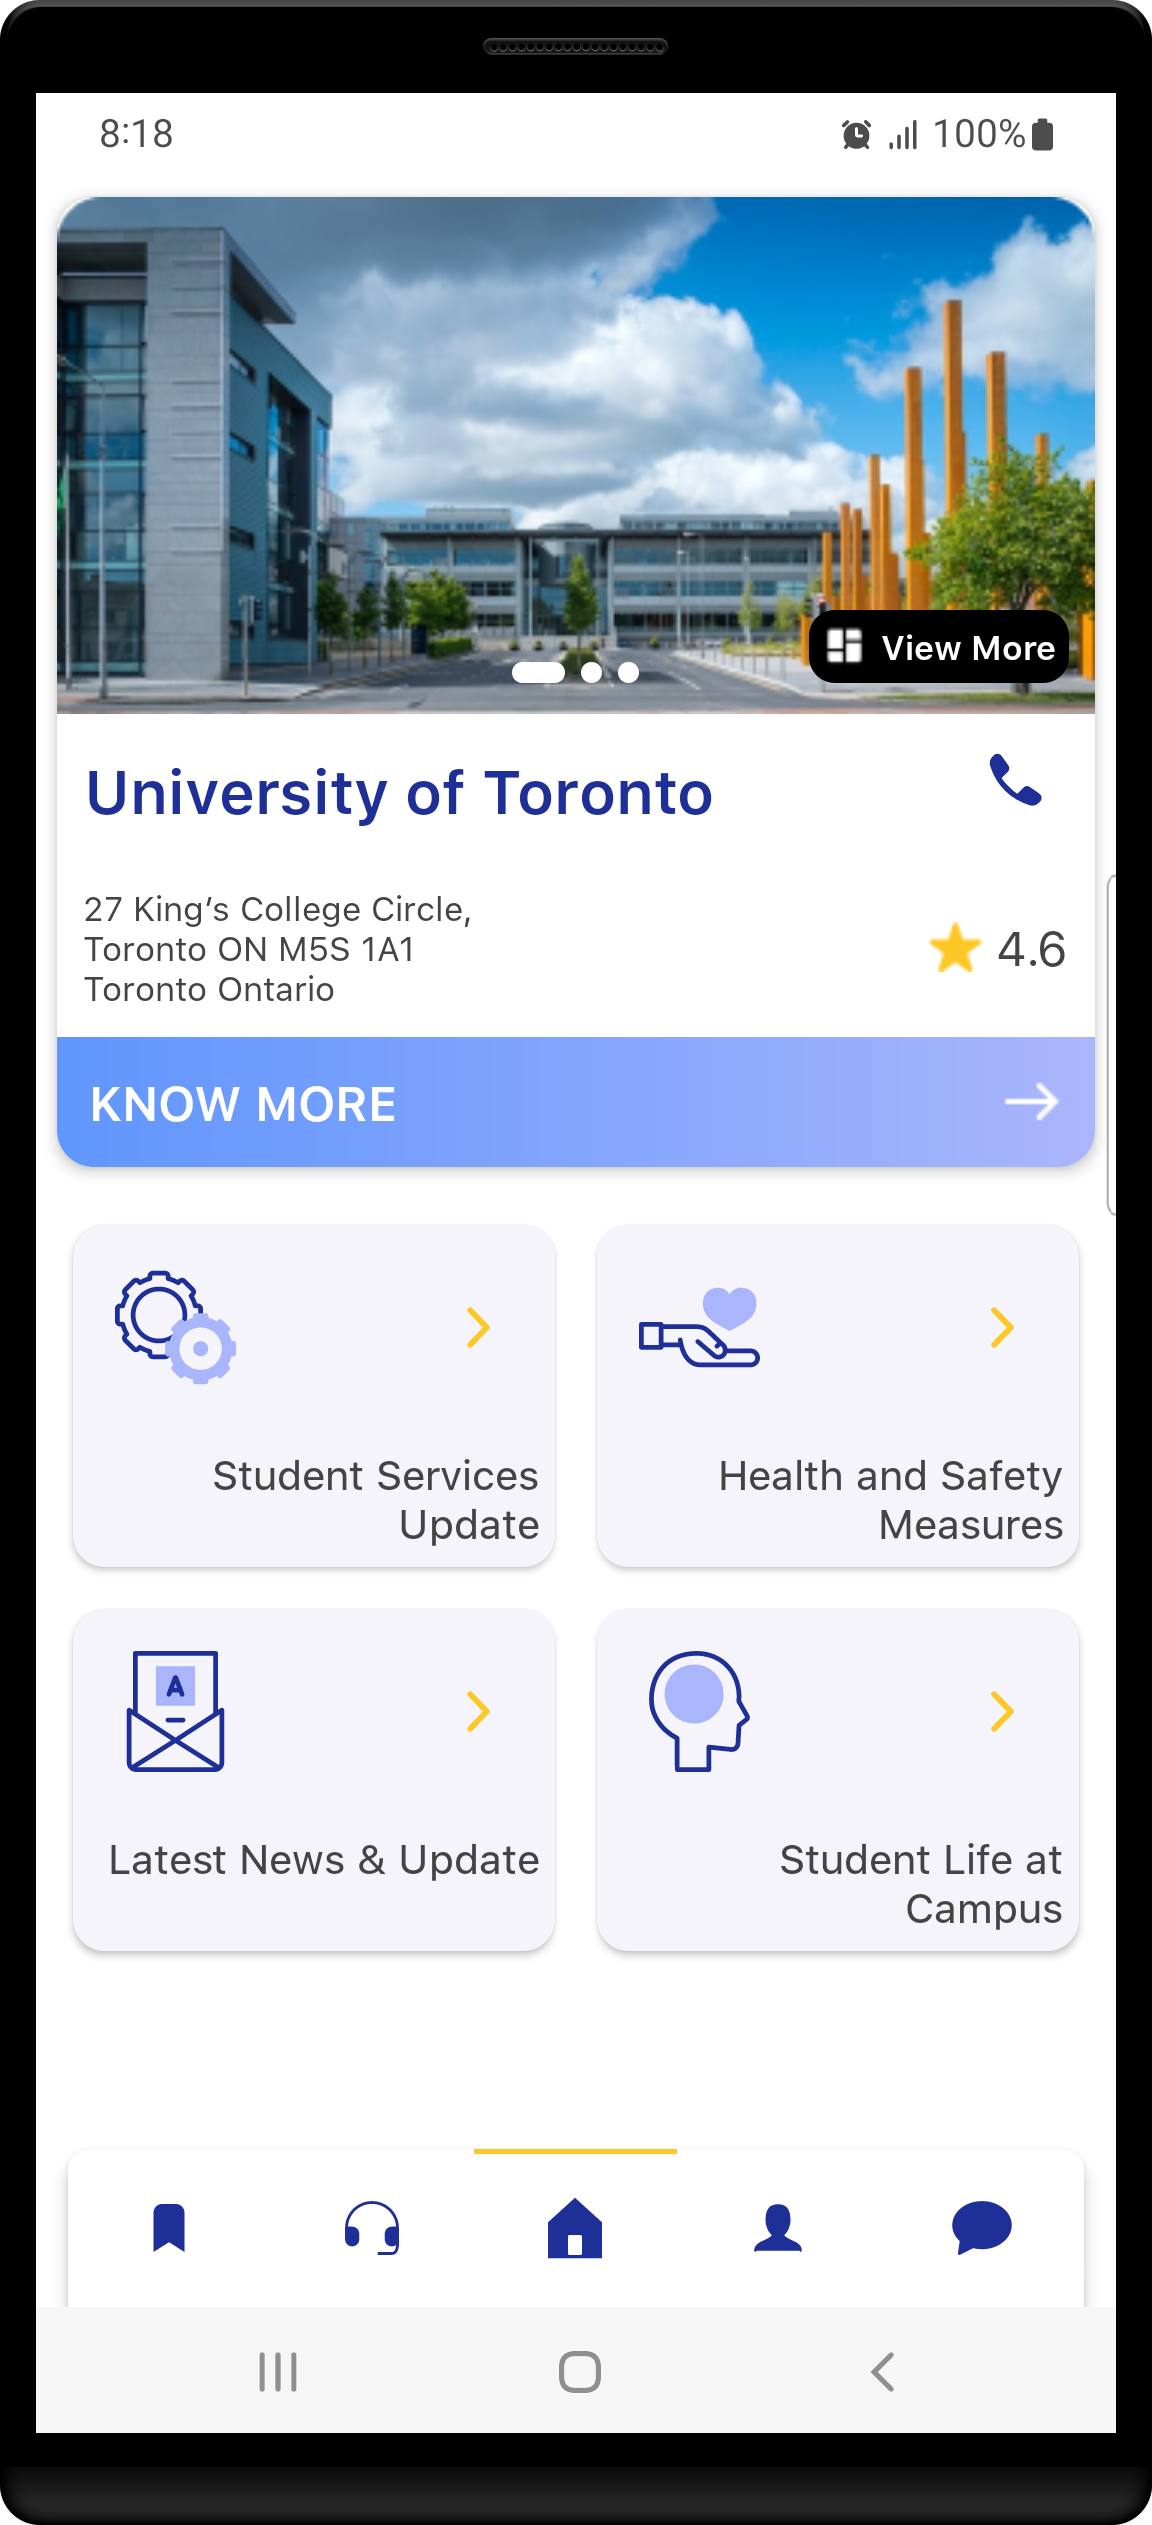 8:18
100%
View More
University of Toronto
27 King’s College Circle,
Toronto ON M5S 1A1
Toronto Ontario
4.6
KNOW MORE
Student Services
Update
Health and Safety
Measures
A
Latest News & Update
Student Life at
Campus